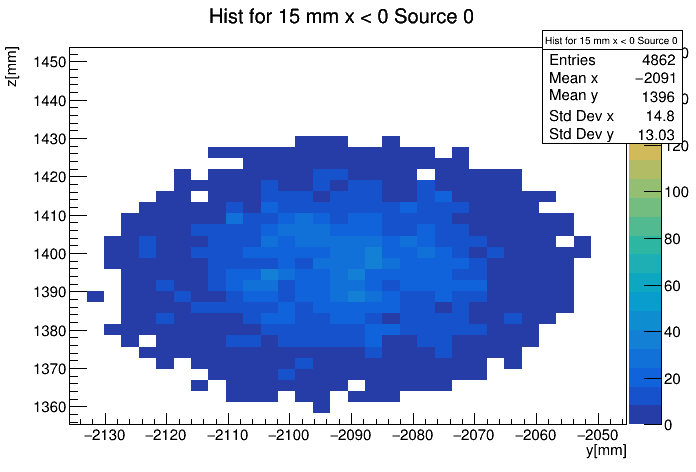 Hist for 15 mm x < 0 Source 0
z[mm]
Hist for 15 mm x < 0 Source 0
Entries 4862
Mean x −2091
Mean y 1396
Std Dev x 14.8
Std Dev y 13.03
1450
1440
1430
1420
1410
1400
1390
1380
1370
1360
120
100
80
60
40
20
0
−2130 −2120 −2110 −2100 −2090 −2080 −2070 −2060 −2050
y[mm]